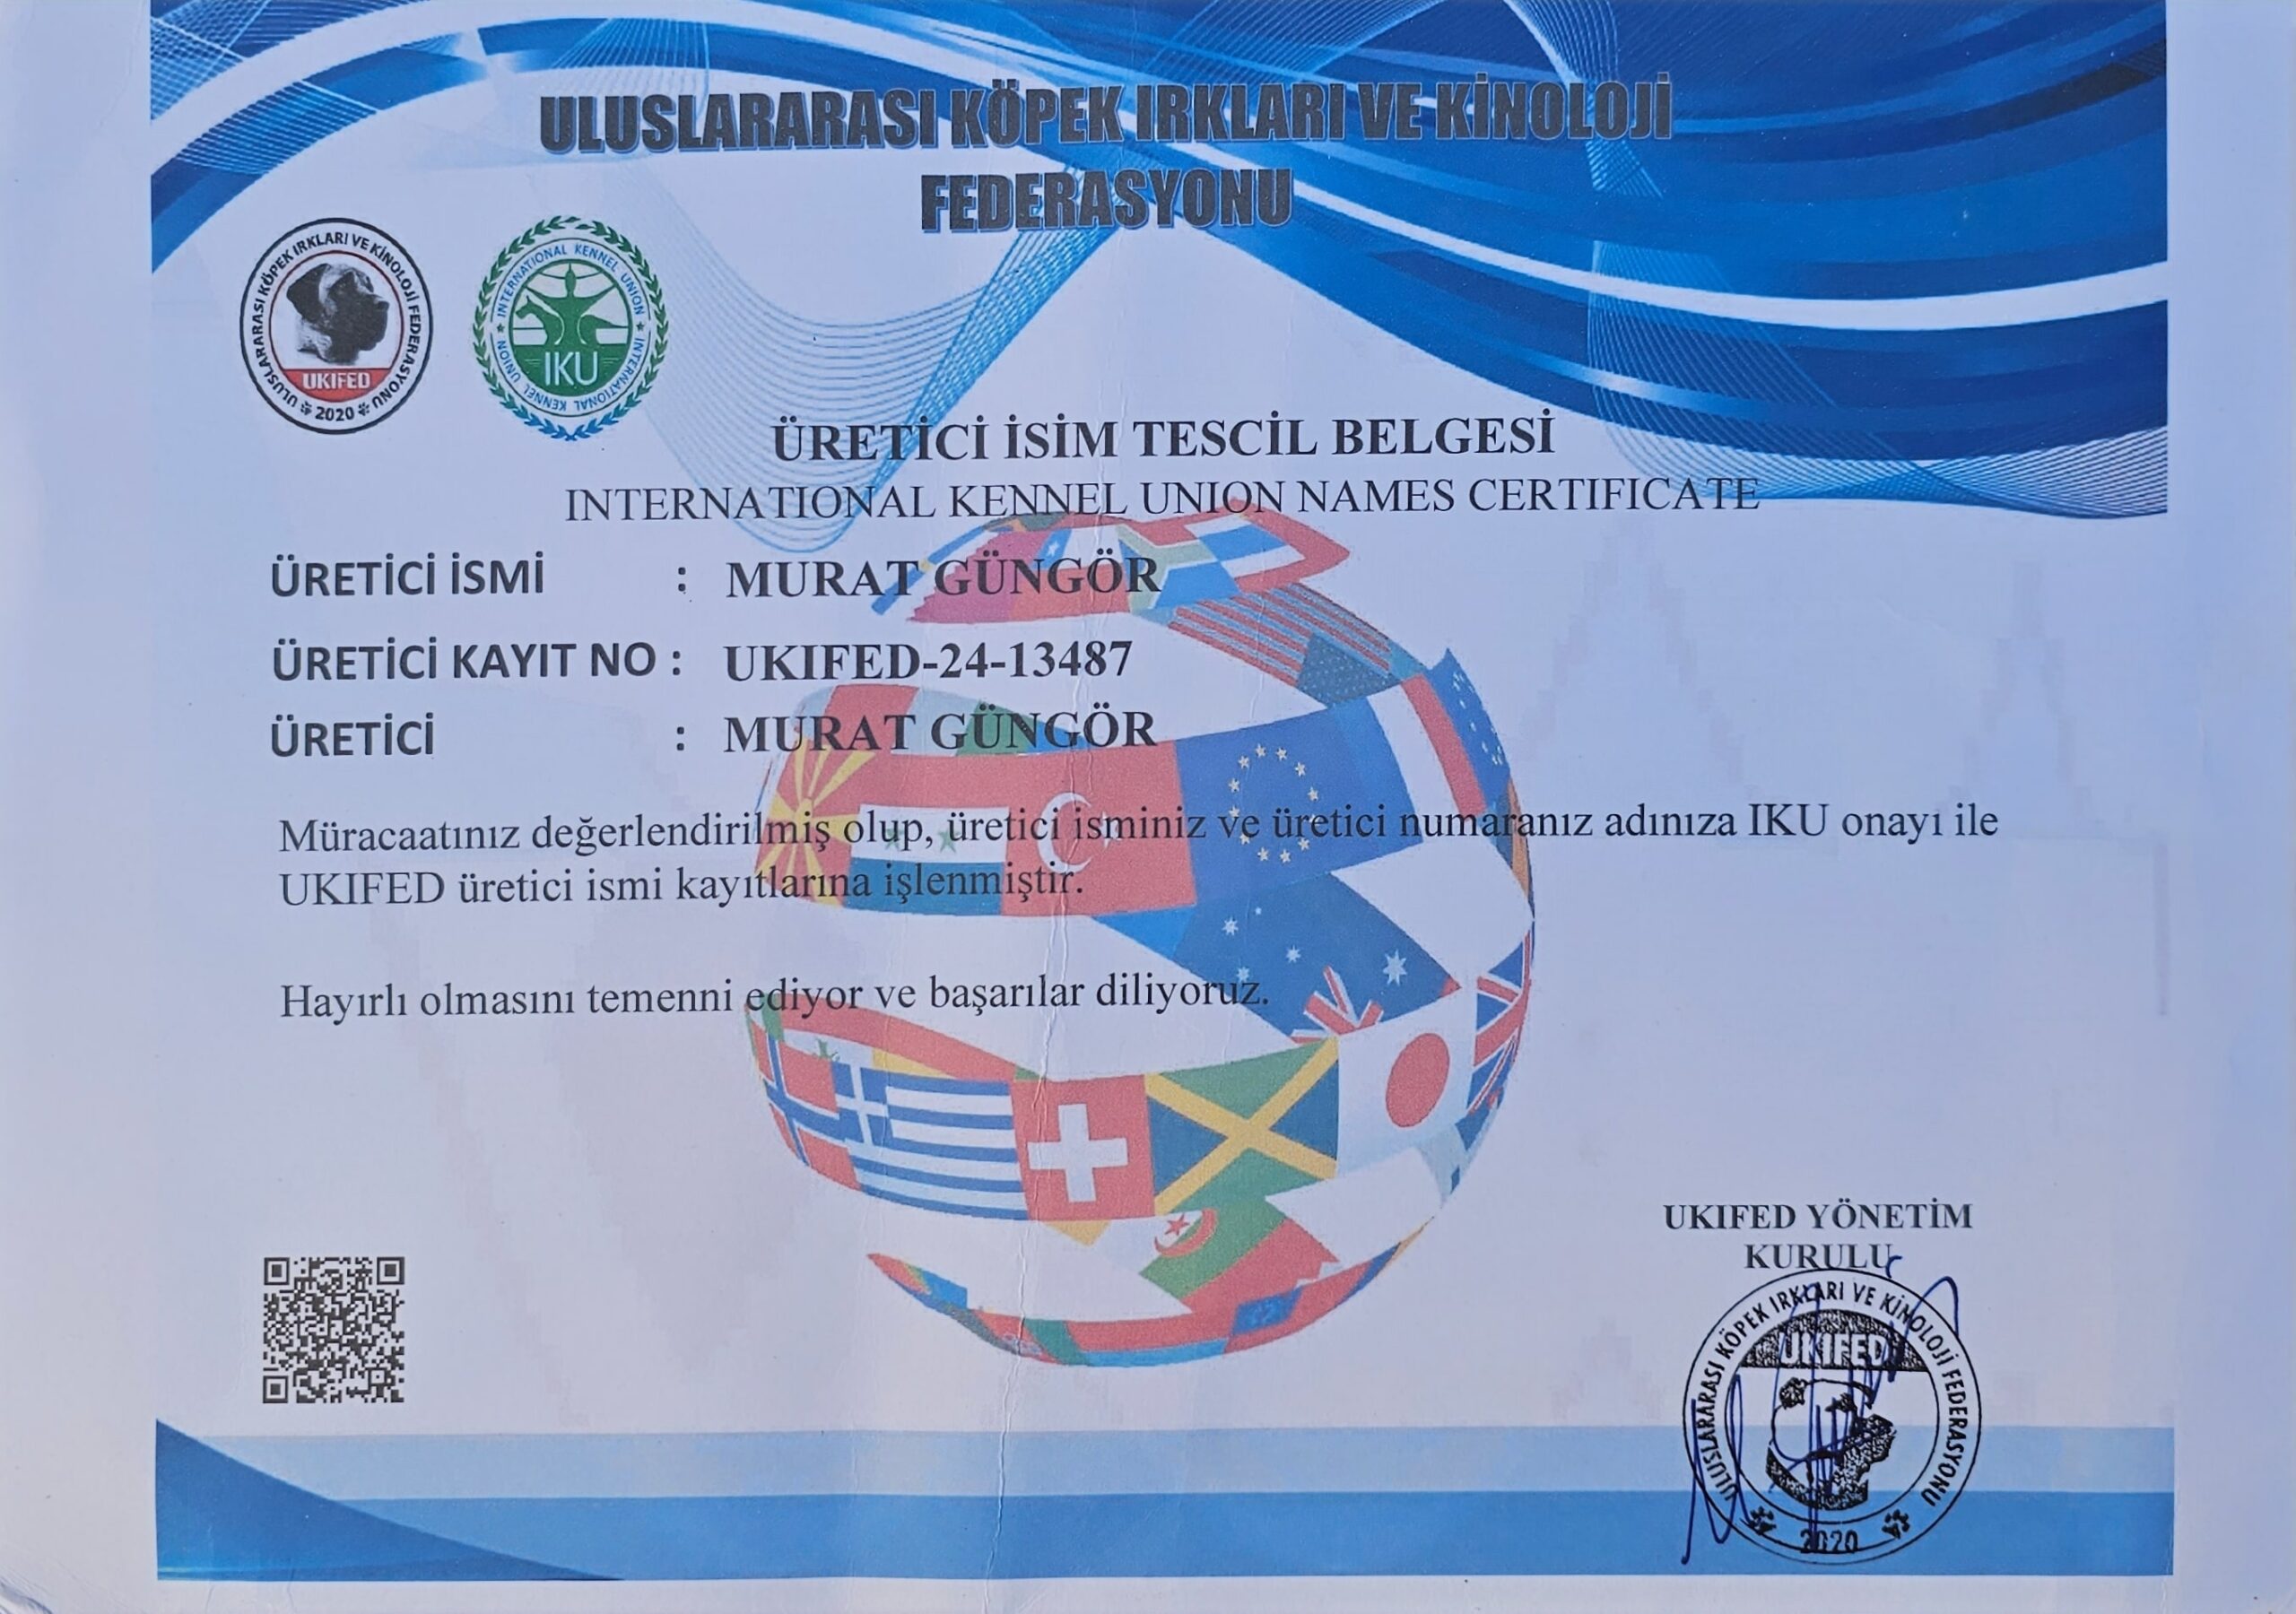 ULUSLARARASI KÖPEK IRKLARI VE KİNOLOJİ
FEDERASYONU
ULUSLARARASI KÖPEK IRKLARI VE KİNOLOJİ FEDERASYONU
UKIFED
2020
INTERNATIONAL KENNEL UNION
INTERNATIONAL KENNEL UNION
IKU
ÜRETİCİ İSİM TESCİL BELGESİ
INTERNATIONAL KENNEL UNION NAMES CERTIFICATE
ÜRETİCİ İSMİ : MURAT GÜNGÖR
ÜRETİCİ KAYIT NO : UKIFED-24-13487
ÜRETİCİ : MURAT GÜNGÖR
Müracaatınız değerlendirilmiş olup, üretici isminiz ve üretici numaranız adınıza IKU onayı ile
UKIFED üretici ismi kayıtlarına işlenmiştir.
Hayırlı olmasını temenni ediyor ve başarılar diliyoruz.
UKIFED YÖNETİM
KURULU
ULUSLARARASI KÖPEK IRKLARI VE KİNOLOJİ FEDERASYONU
UKIFED
2020